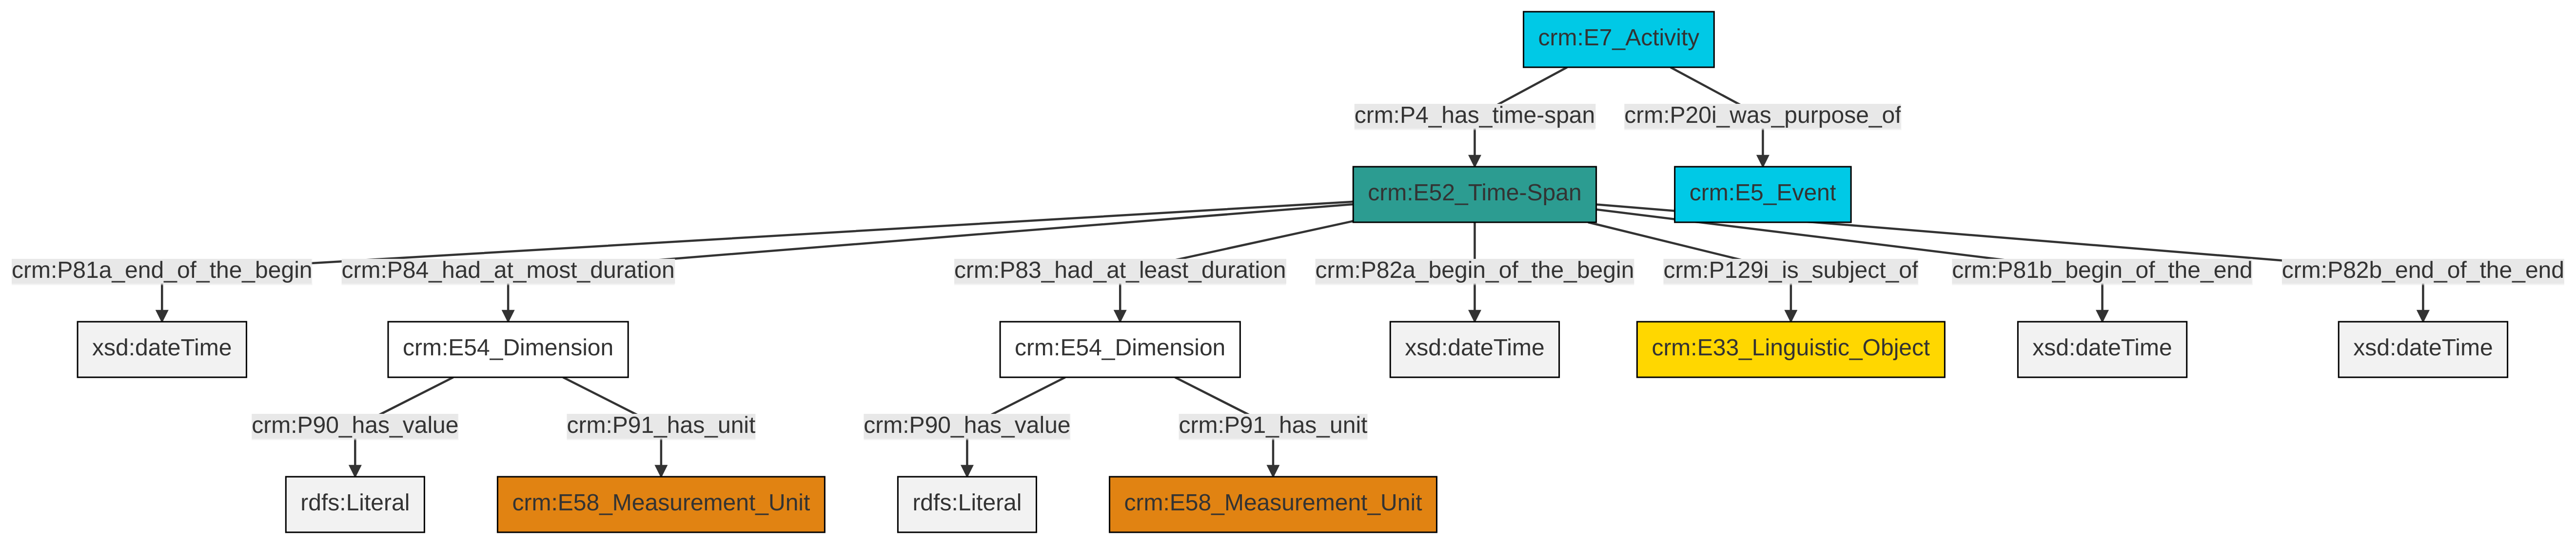 crm:E7_Activity
crm:P4_has_time-span
crm:P20i_was_purpose_of
crm:E52_Time-Span
crm:E5_Event
crm:P81a_end_of_the_begin
crm:P84_had_at_most_duration
crm:P83_had_at_least_duration
crm:P82a_begin_of_the_begin
crm:P129i_is_subject_of
crm:P81b_begin_of_the_end
crm:P82b_end_of_the_end
xsd:dateTime
crm:E54_Dimension
crm:E54_Dimension
xsd:dateTime
crm:E33_Linguistic_Object
xsd:dateTime
xsd:dateTime
crm:P90_has_value
crm:P91_has_unit
crm:P90_has_value
crm:P91_has_unit
rdfs:Literal
crm:E58_Measurement_Unit
rdfs:Literal
crm:E58_Measurement_Unit